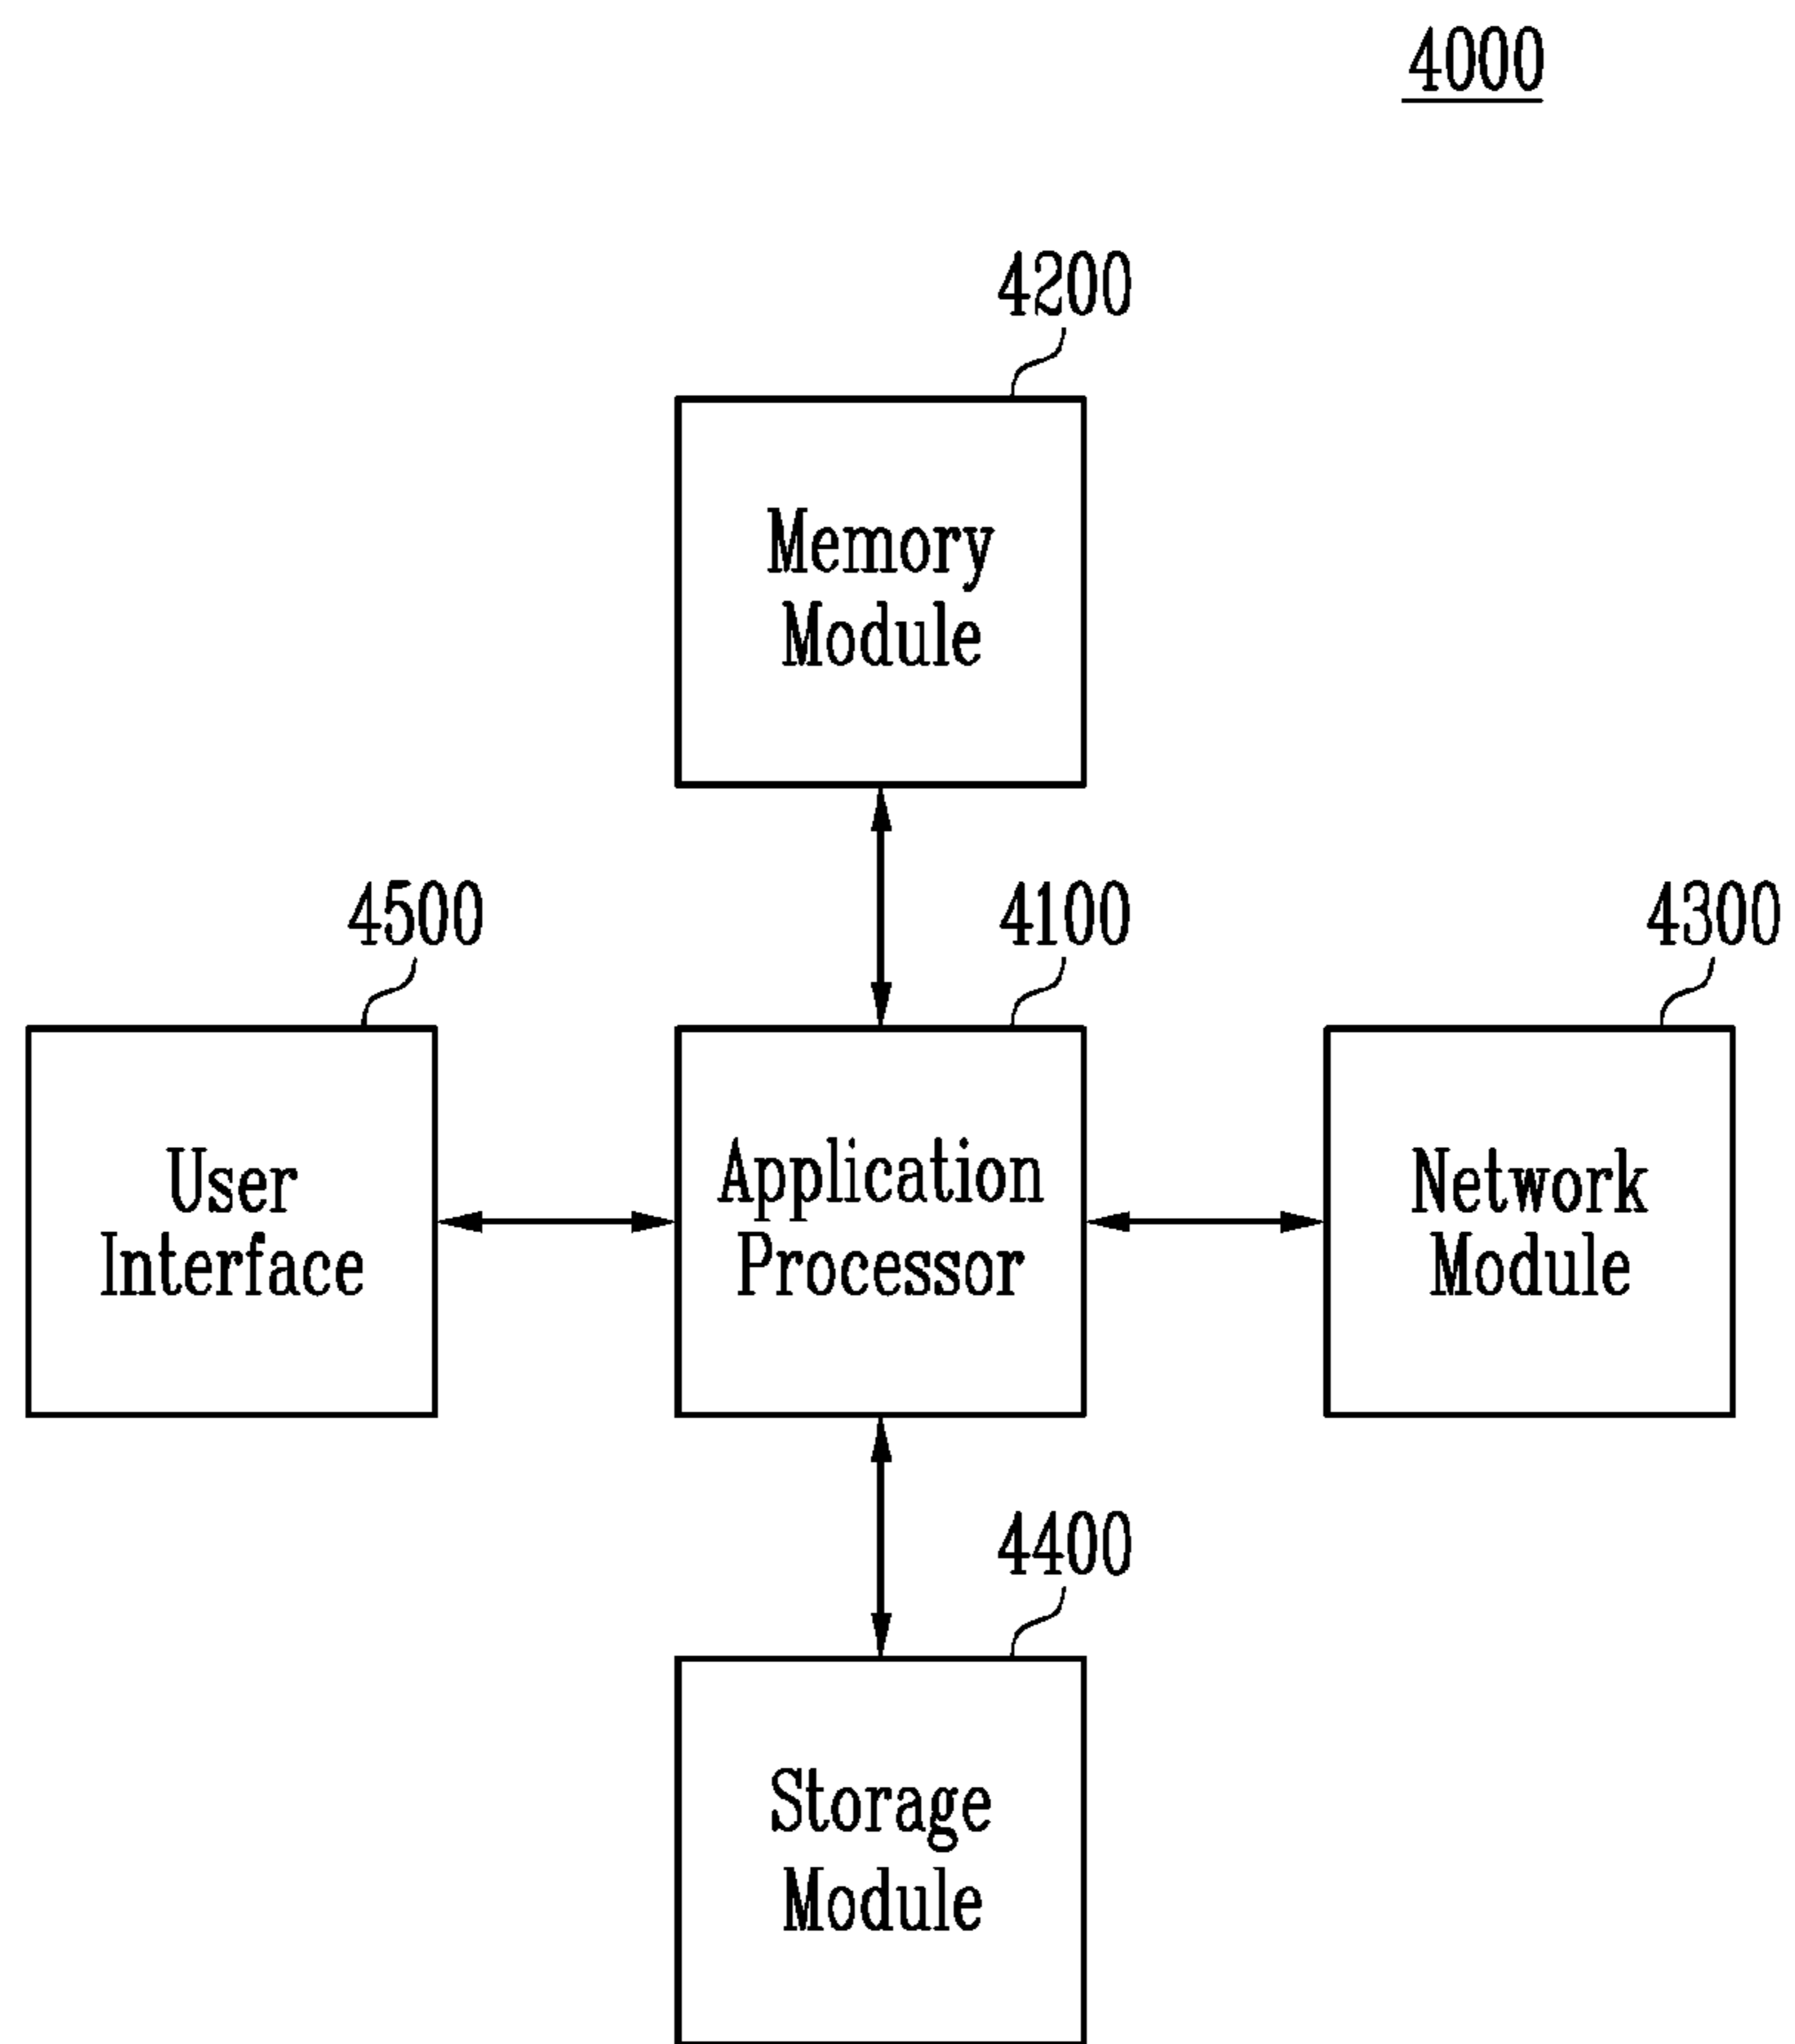 4000
4200
Memory
Module
4500
4100
4300
User
Interface
Application
Processor
Network
Module
4400
Storage
Module